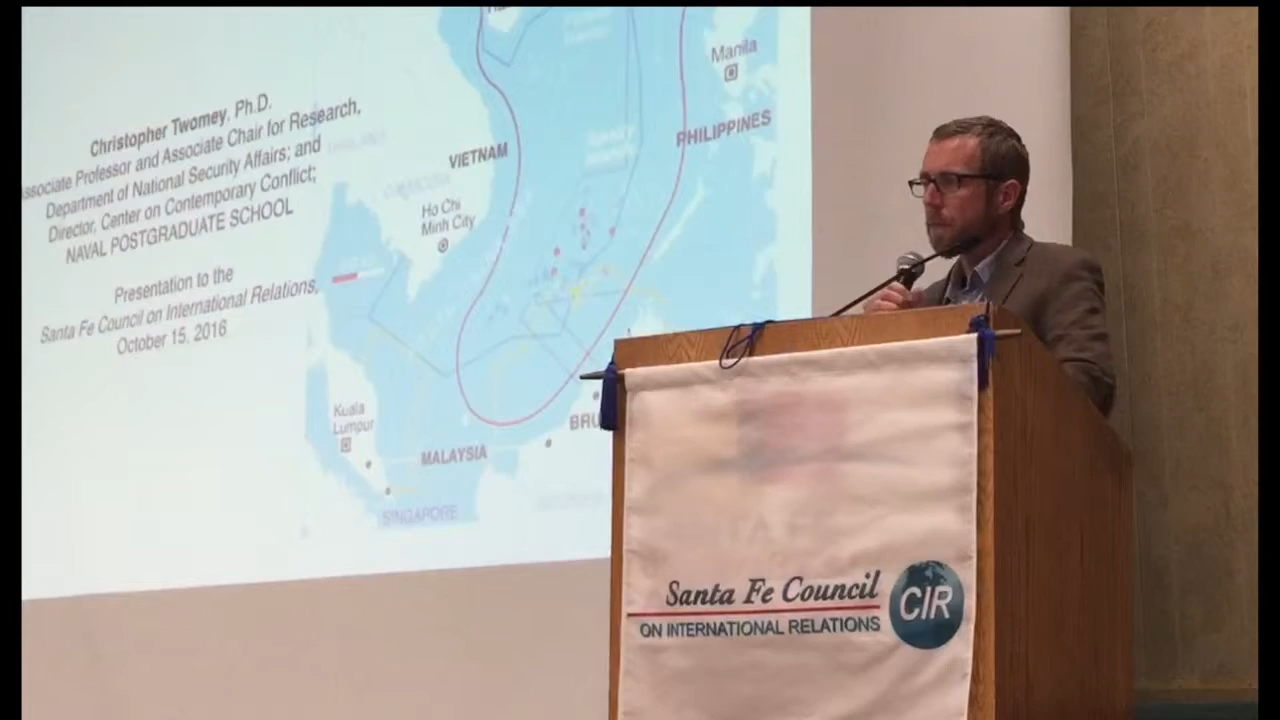 Christopher Twomey, Ph.D.
ssociate Professor and Associate Chair for Research,
Department of National Security Affairs; and
Director, Center on Contemporary Conflict;
NAVAL POSTGRADUATE SCHOOL
Presentation to the
Santa Fe Council on International Relations,
October 15, 2016
Manila
PHILIPPINES
VIETNAM
CAMBODIA
Ho Chi
Minh City
Kuala
Lumpur
MALAYSIA
BRU
SINGAPORE
Santa Fe Council
ON INTERNATIONAL RELATIONS
CIR